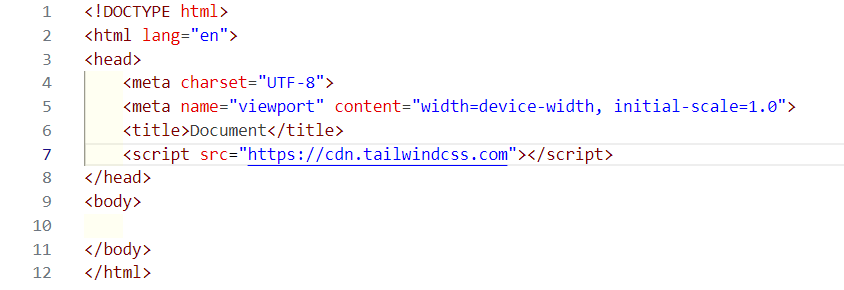 1 <!DOCTYPE html>
2 <html lang="en">
3 <head>
4     <meta charset="UTF-8">
5     <meta name="viewport" content="width=device-width, initial-scale=1.0">
6     <title>Document</title>
7     <script src="https://cdn.tailwindcss.com"></script>
8 </head>
9 <body>
10
11 </body>
12 </html>